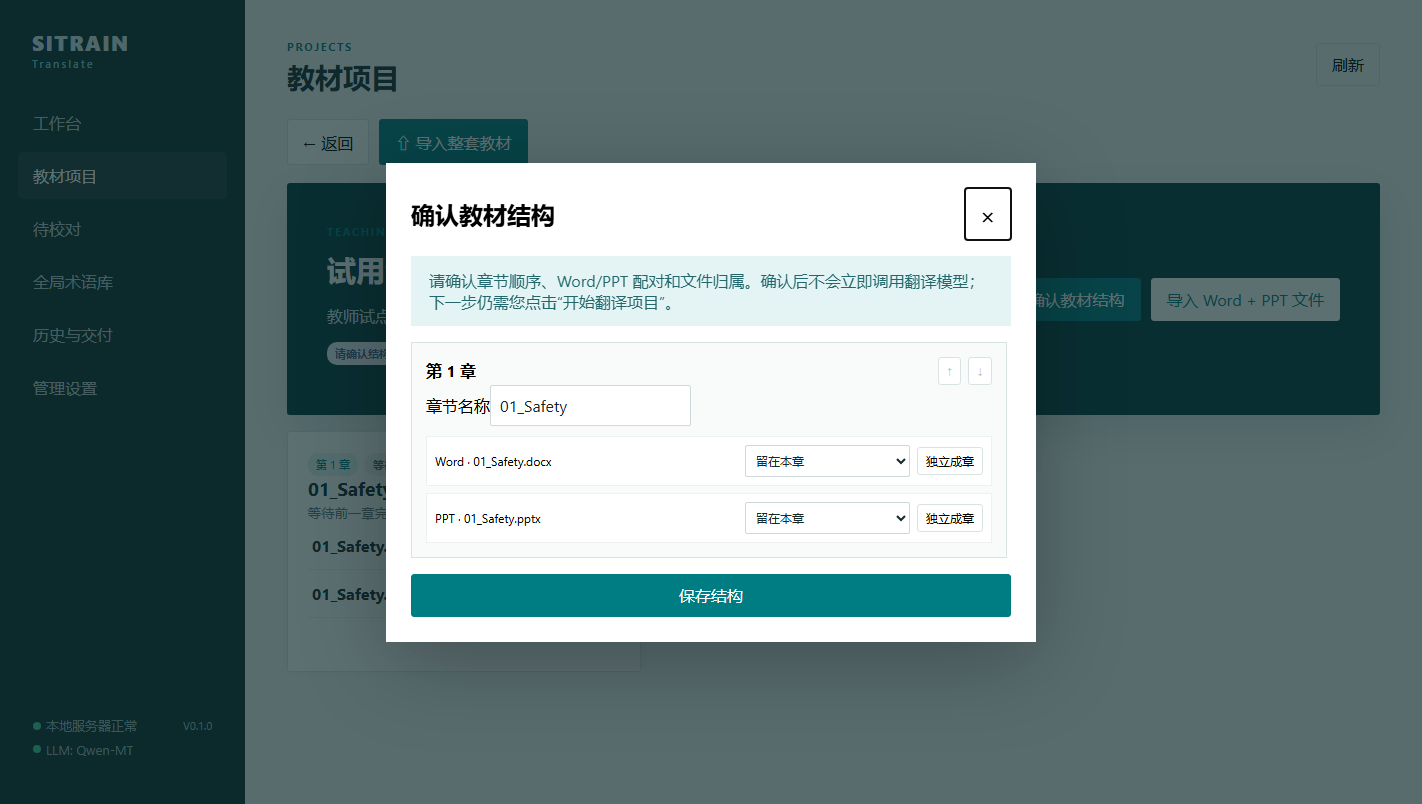 SITRAIN
Translate
工作台
教材项目
待校对
全局术语库
历史与交付
管理设置
本地服务器正常 V0.1.0
LLM: Qwen-MT
PROJECTS
教材项目
刷新
← 返回
⇧ 导入整套教材
TEACHIN
试用
教师试点
请确认结构
确认教材结构
导入 Word + PPT 文件
第 1 章
01_Safety
等待前一章完
01_Safety.
01_Safety.
确认教材结构
×
请确认章节顺序、Word/PPT 配对和文件归属。确认后不会立即调用翻译模型；
下一步仍需您点击“开始翻译项目”。
第 1 章
↑ ↓
章节名称 01_Safety
Word · 01_Safety.docx 留在本章 独立成章
PPT · 01_Safety.pptx 留在本章 独立成章
保存结构